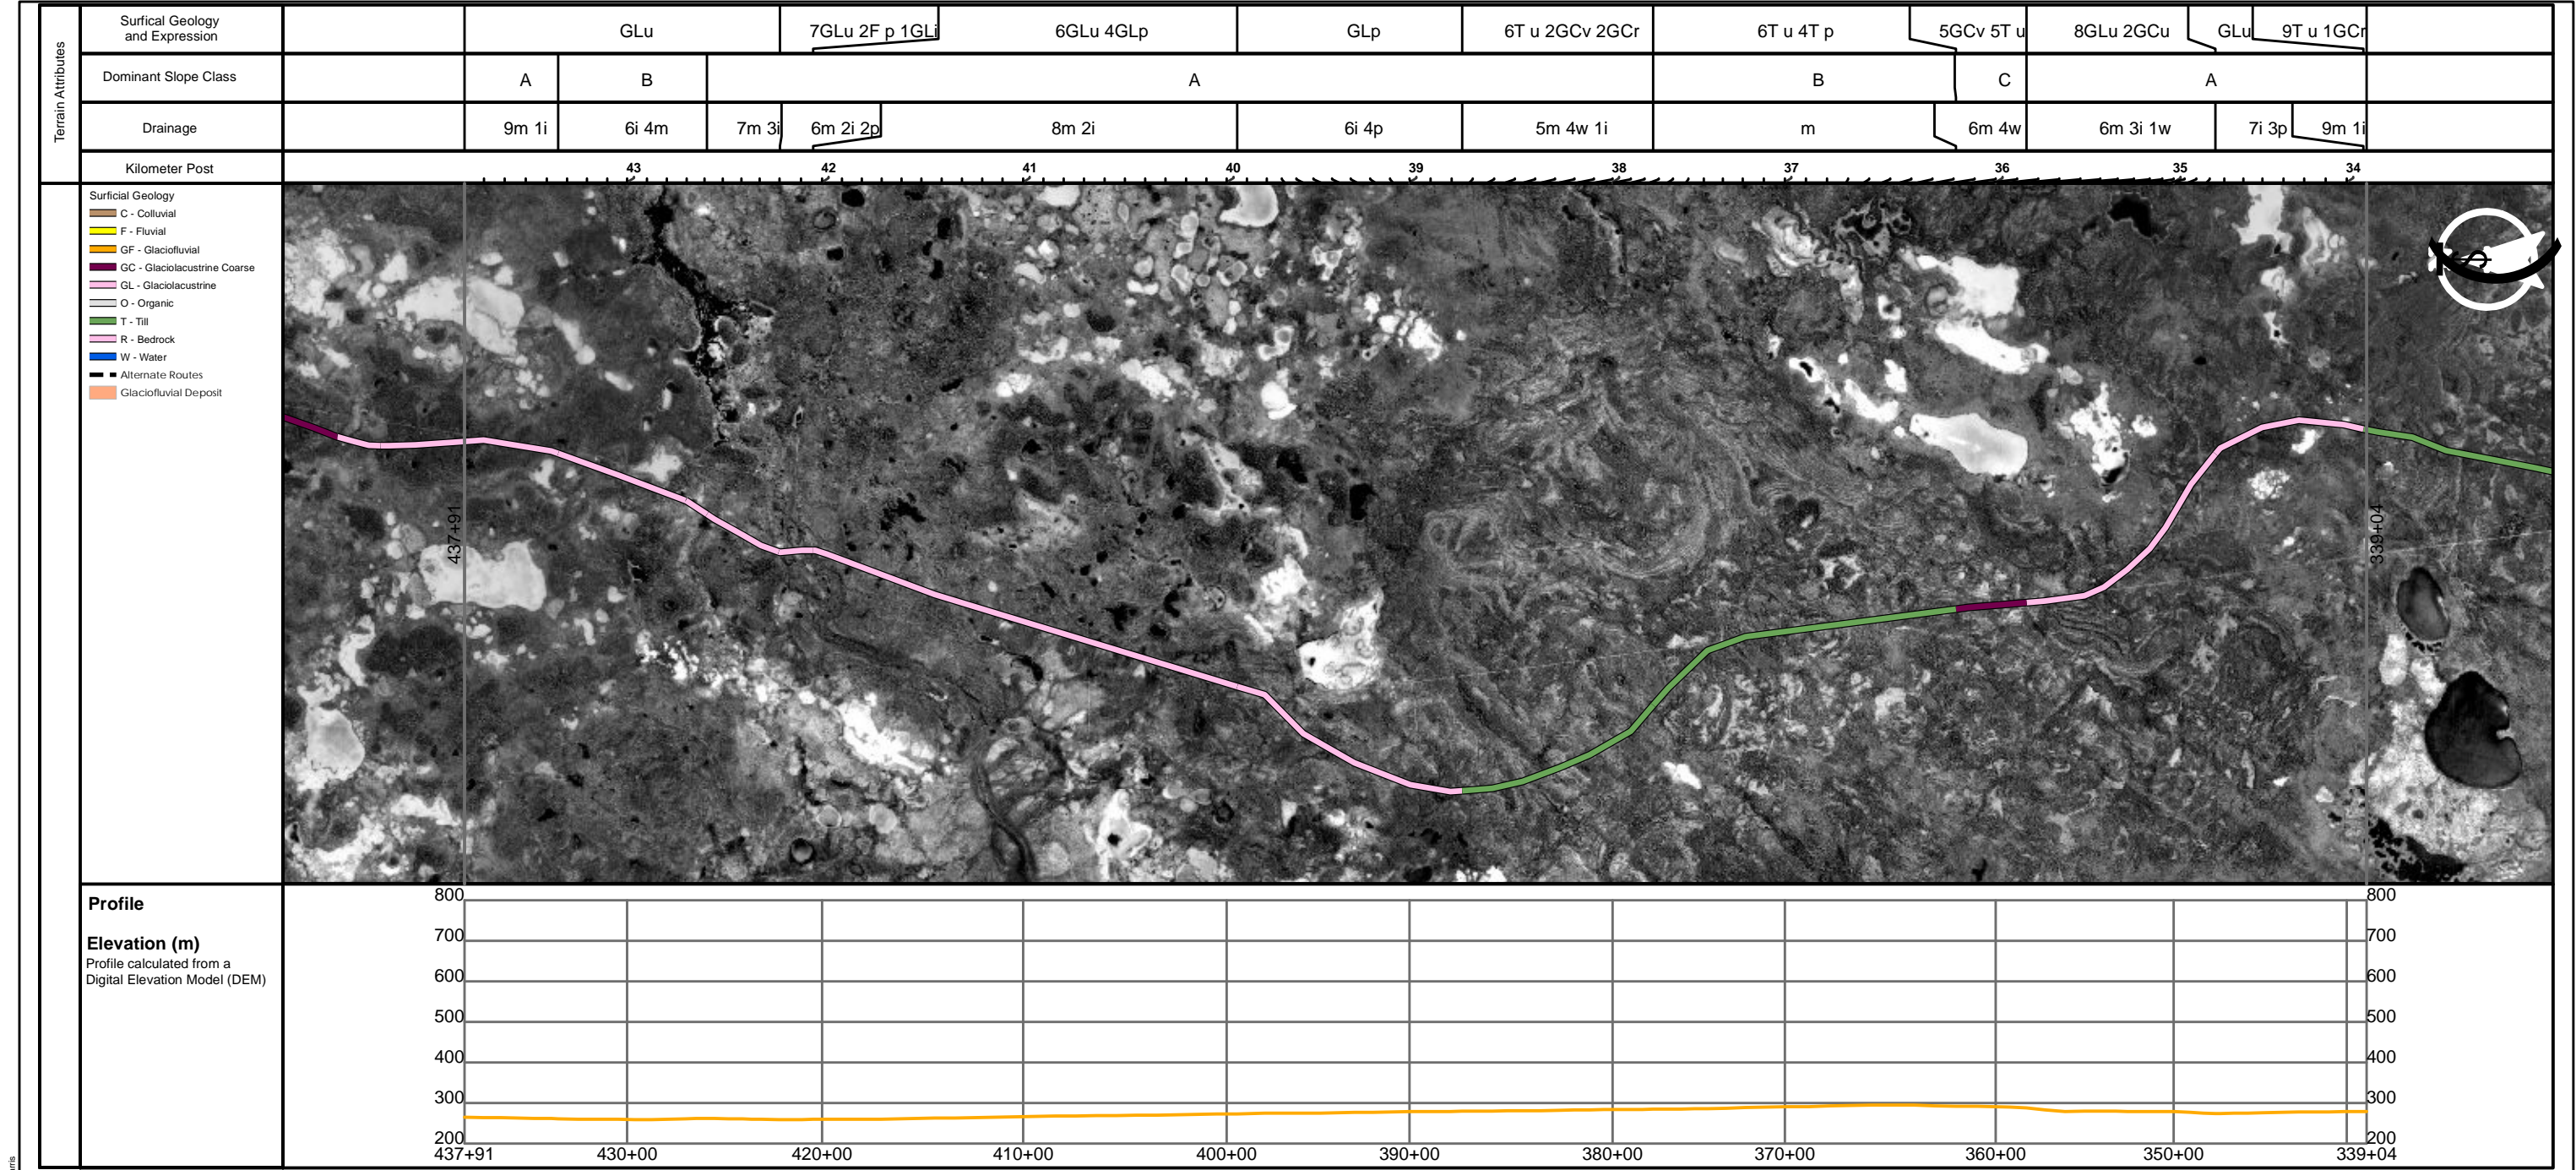 Terrain Attributes
Surfical Geology
and Expression
GLu
7GLu 2F p 1GLi
6GLu 4GLp
GLp
6T u 2GCv 2GCr
6T u 4T p
5GCv 5T u
8GLu 2GCu
GLu
9T u 1GCr
Dominant Slope Class
A
B
A
B
C
A
Drainage
9m 1i
6i 4m
7m 3i
6m 2i 2p
8m 2i
6i 4p
5m 4w 1i
m
6m 4w
6m 3i 1w
7i 3p
9m 1i
Kilometer Post
43
42
41
40
39
38
37
36
35
34
Surficial Geology
C - Colluvial
F - Fluvial
GF - Glaciofluvial
GC - Glaciolacustrine Coarse
GL - Glaciolacustrine
O - Organic
T - Till
R - Bedrock
W - Water
Alternate Routes
Glaciofluvial Deposit
437+91
339+04
Profile
Elevation (m)
Profile calculated from a
Digital Elevation Model (DEM)
800
700
600
500
400
300
200
800
700
600
500
400
300
200
437+91
430+00
420+00
410+00
400+00
390+00
380+00
370+00
360+00
350+00
339+04